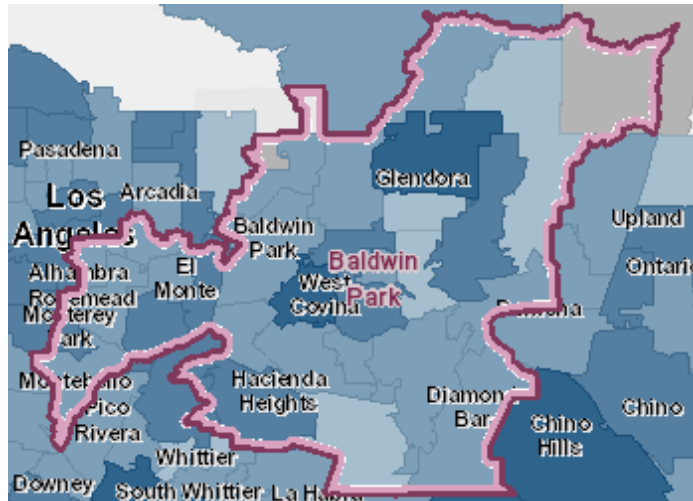 Pasadena
Los
Angeles
Arcadia
Glendora
Baldwin
Park
Upland
Alhambra
El
Monte
Baldwin
Park
Ontario
Rosemead
Monterey
Park
West
Covina
Pomona
Montebello
Pico
Rivera
Hacienda
Heights
Diamond
Bar
Chino
Hills
Chino
Whittier
Downey
South Whittier
La Habra